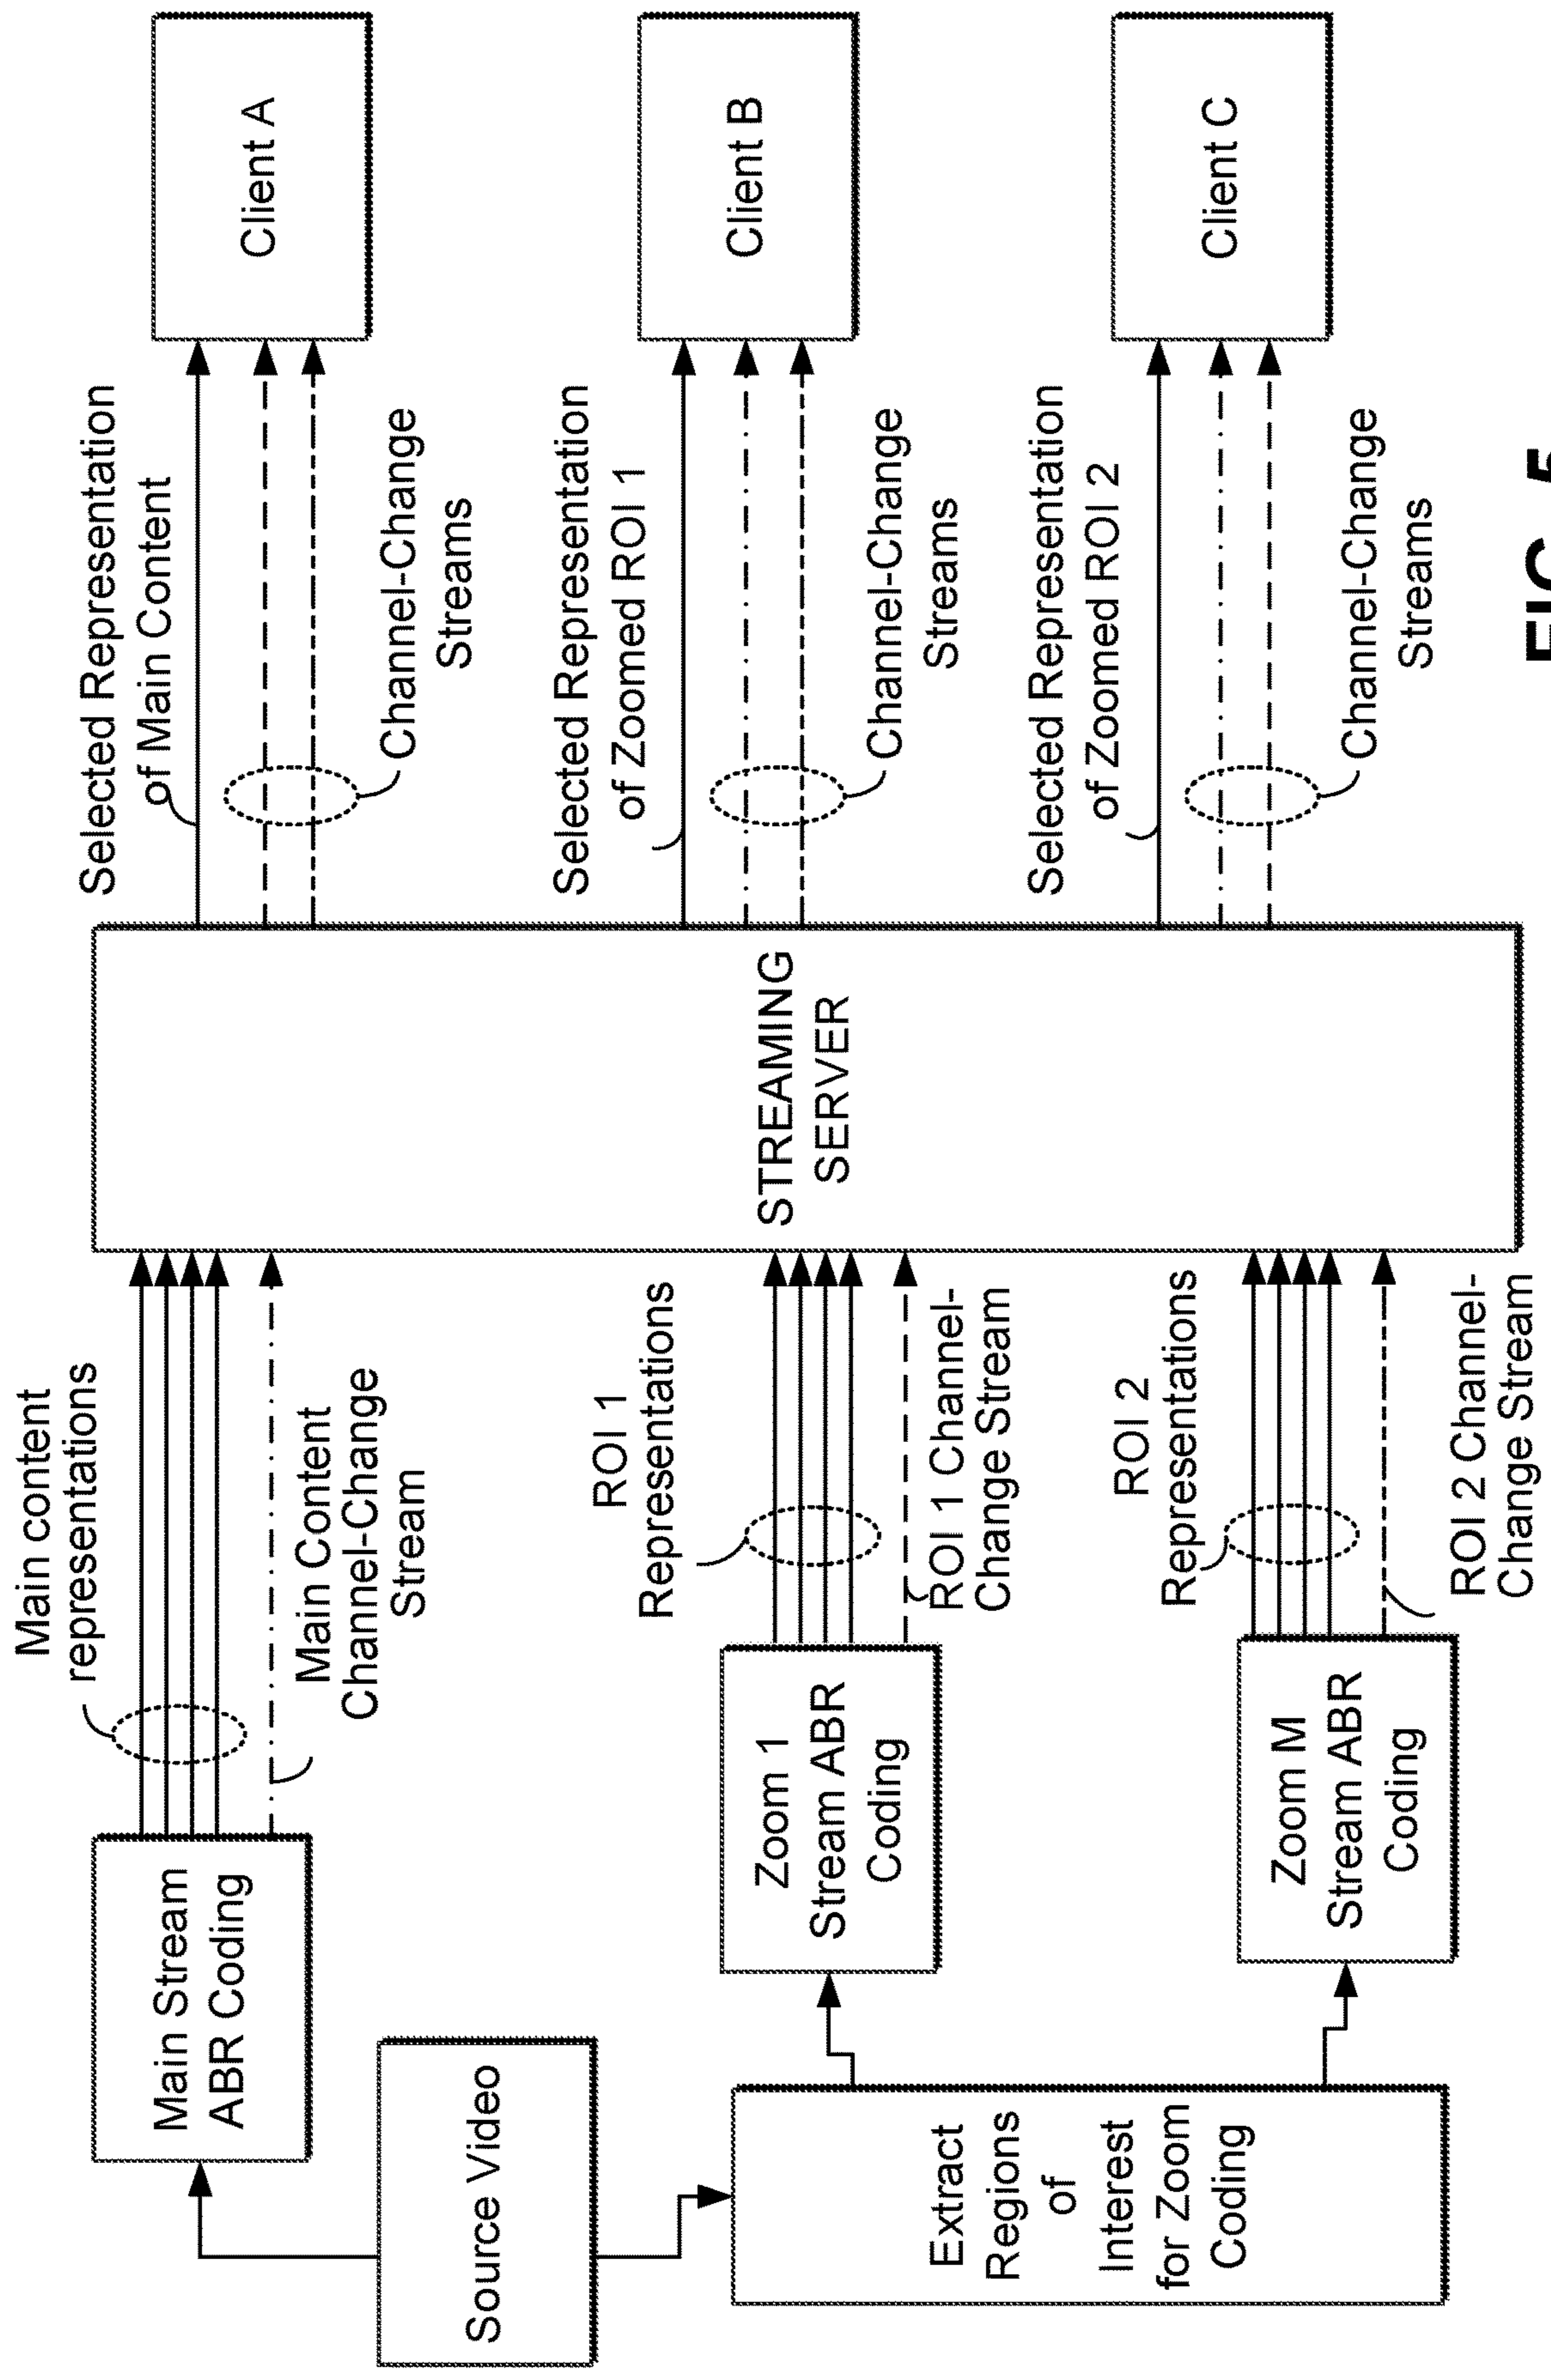 Source Video
Main Stream
ABR Coding
Extract
Regions
of
Interest
for Zoom
Coding
Zoom 1
Stream ABR
Coding
Zoom M
Stream ABR
Coding
Main content
representations
Main Content
Channel-Change
Stream
ROI 1
Representations
ROI 1 Channel-
Change Stream
ROI 2
Representations
ROI 2 Channel-
Change Stream
STREAMING
SERVER
Selected Representation
of Main Content
Channel-Change
Streams
Selected Representation
of Zoomed ROI 1
Channel-Change
Streams
Selected Representation
of Zoomed ROI 2
Channel-Change
Streams
Client A
Client B
Client C
FIG. 5